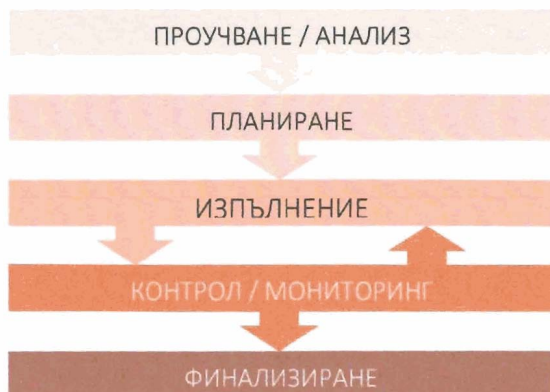 ПРОУЧВАНЕ / АНАЛИЗ
ПЛАНИРАНЕ
ИЗПЪЛНЕНИЕ
КОНТРОЛ / МОНИТОРИНГ
ФИНАЛИЗИРАНЕ